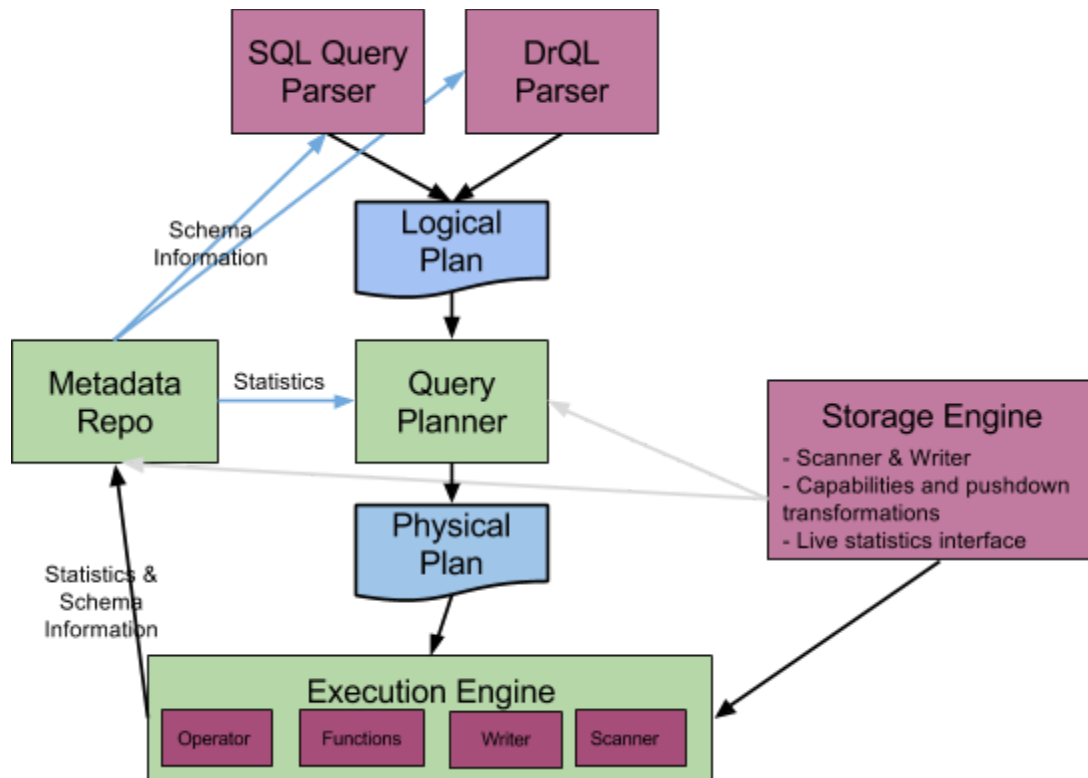 SQL Query
Parser
DrQL
Parser
Logical
Plan
Schema
Information
Metadata
Repo
Statistics
Query
Planner
Storage Engine
- Scanner & Writer
- Capabilities and pushdown
transformations
- Live statistics interface
Physical
Plan
Statistics &
Schema
Information
Execution Engine
Operator
Functions
Writer
Scanner